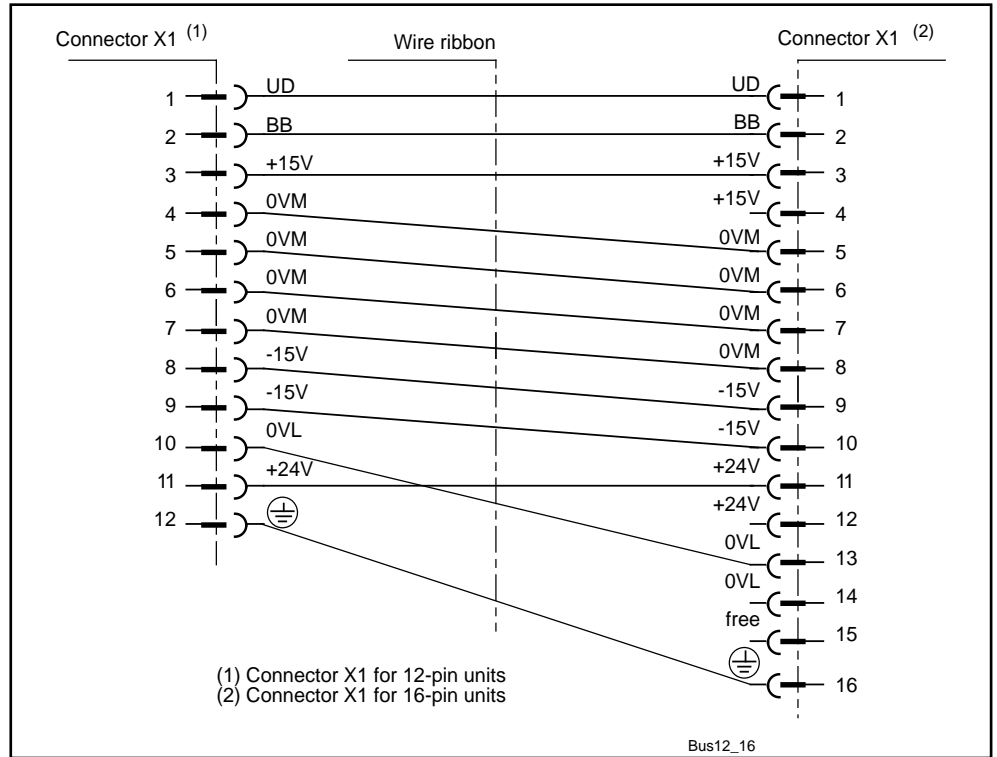 Connector X1 (1) Wire ribbon Connector X1 (2)
1 UD UD 1
2 BB BB 2
3 +15V +15V 3
4 0VM +15V 4
5 0VM 0VM 5
6 0VM 0VM 6
7 0VM 0VM 7
8 -15V 0VM 8
9 -15V -15V 9
10 0VL -15V 10
11 +24V +24V 11
12 +24V 12
0VL 13
0VL 14
free 15
16
(1) Connector X1 for 12-pin units
(2) Connector X1 for 16-pin units
Bus12_16